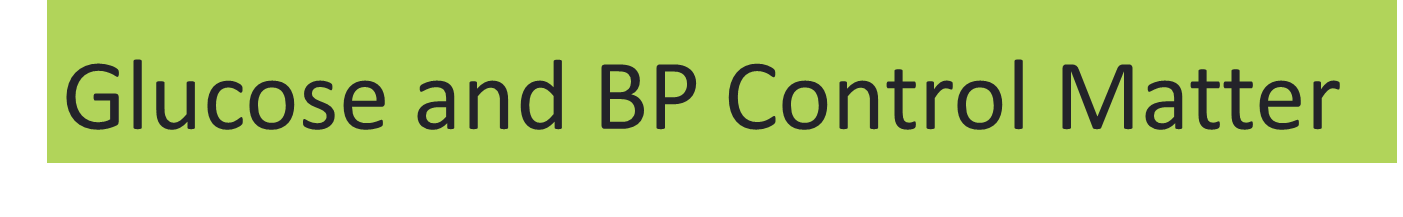 Glucose and BP Control Matter